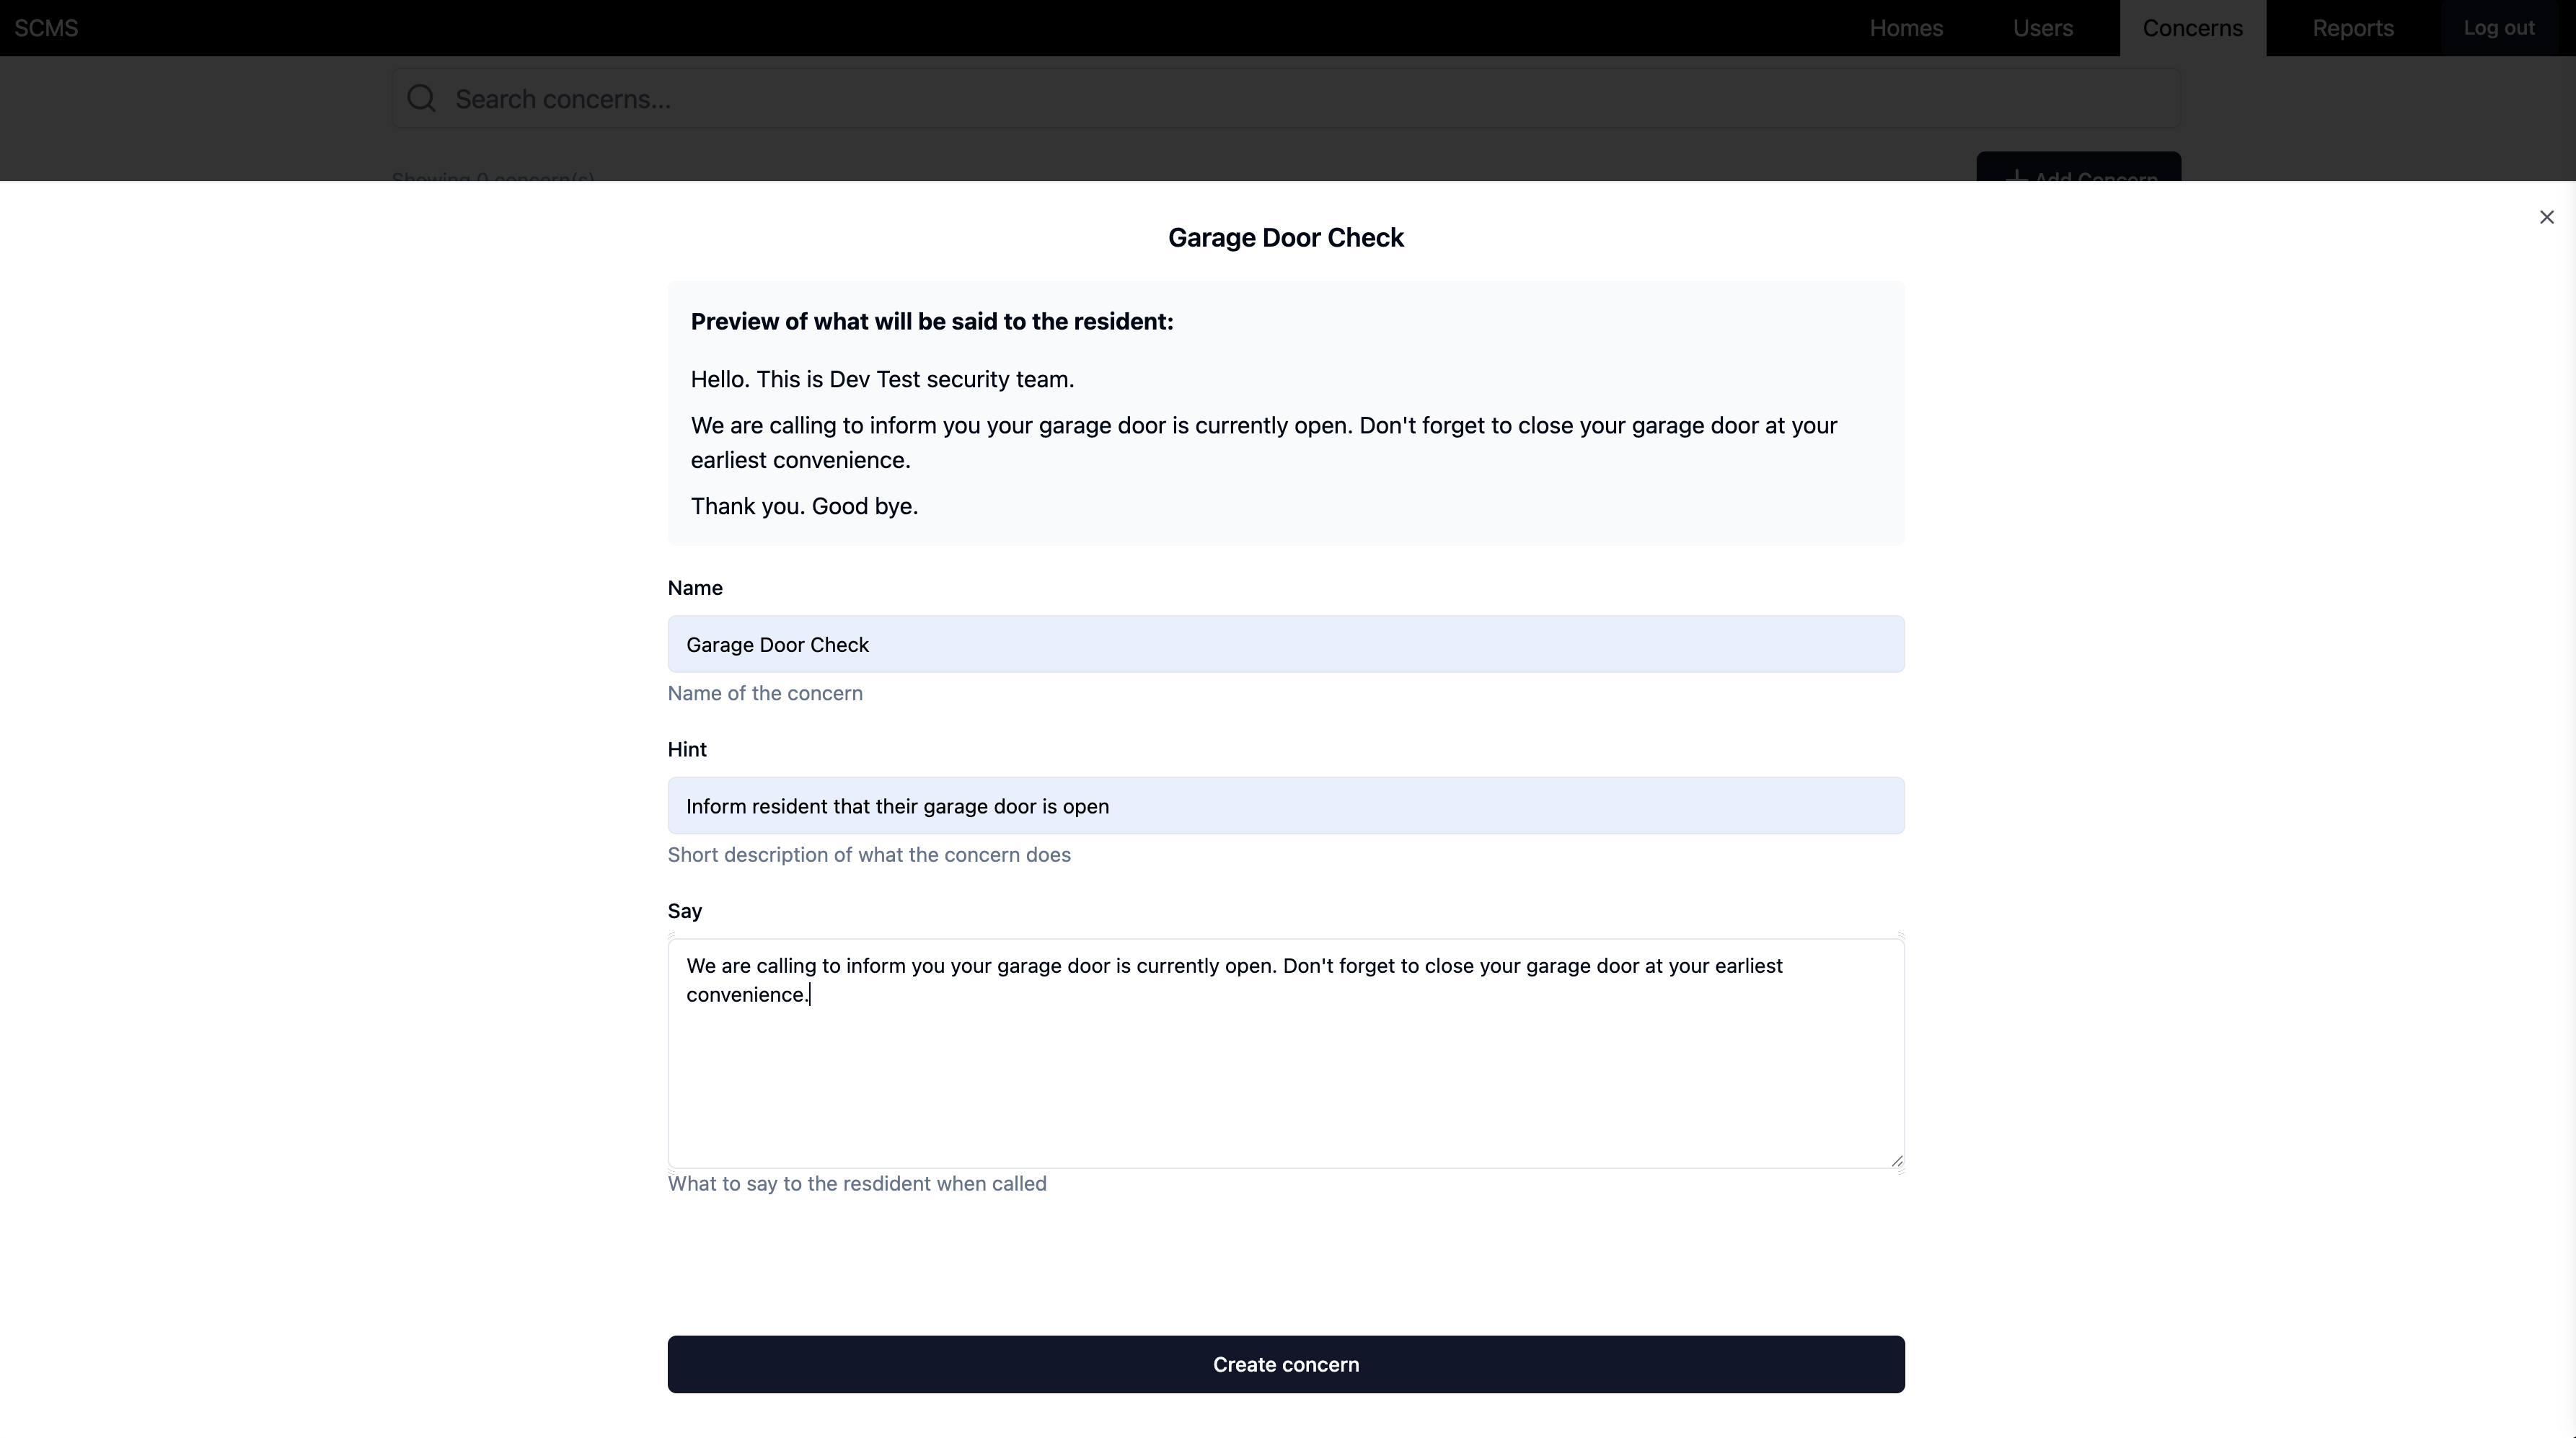 SCMS
Homes
Users
Concerns
Reports
Log out
Search concerns...
Showing 0 concern(s)
Add Concern
Garage Door Check
Preview of what will be said to the resident:
Hello. This is Dev Test security team.
We are calling to inform you your garage door is currently open. Don't forget to close your garage door at your
earliest convenience.
Thank you. Good bye.
Name
Garage Door Check
Name of the concern
Hint
Inform resident that their garage door is open
Short description of what the concern does
Say
We are calling to inform you your garage door is currently open. Don't forget to close your garage door at your earliest
convenience.
What to say to the resdident when called
Create concern